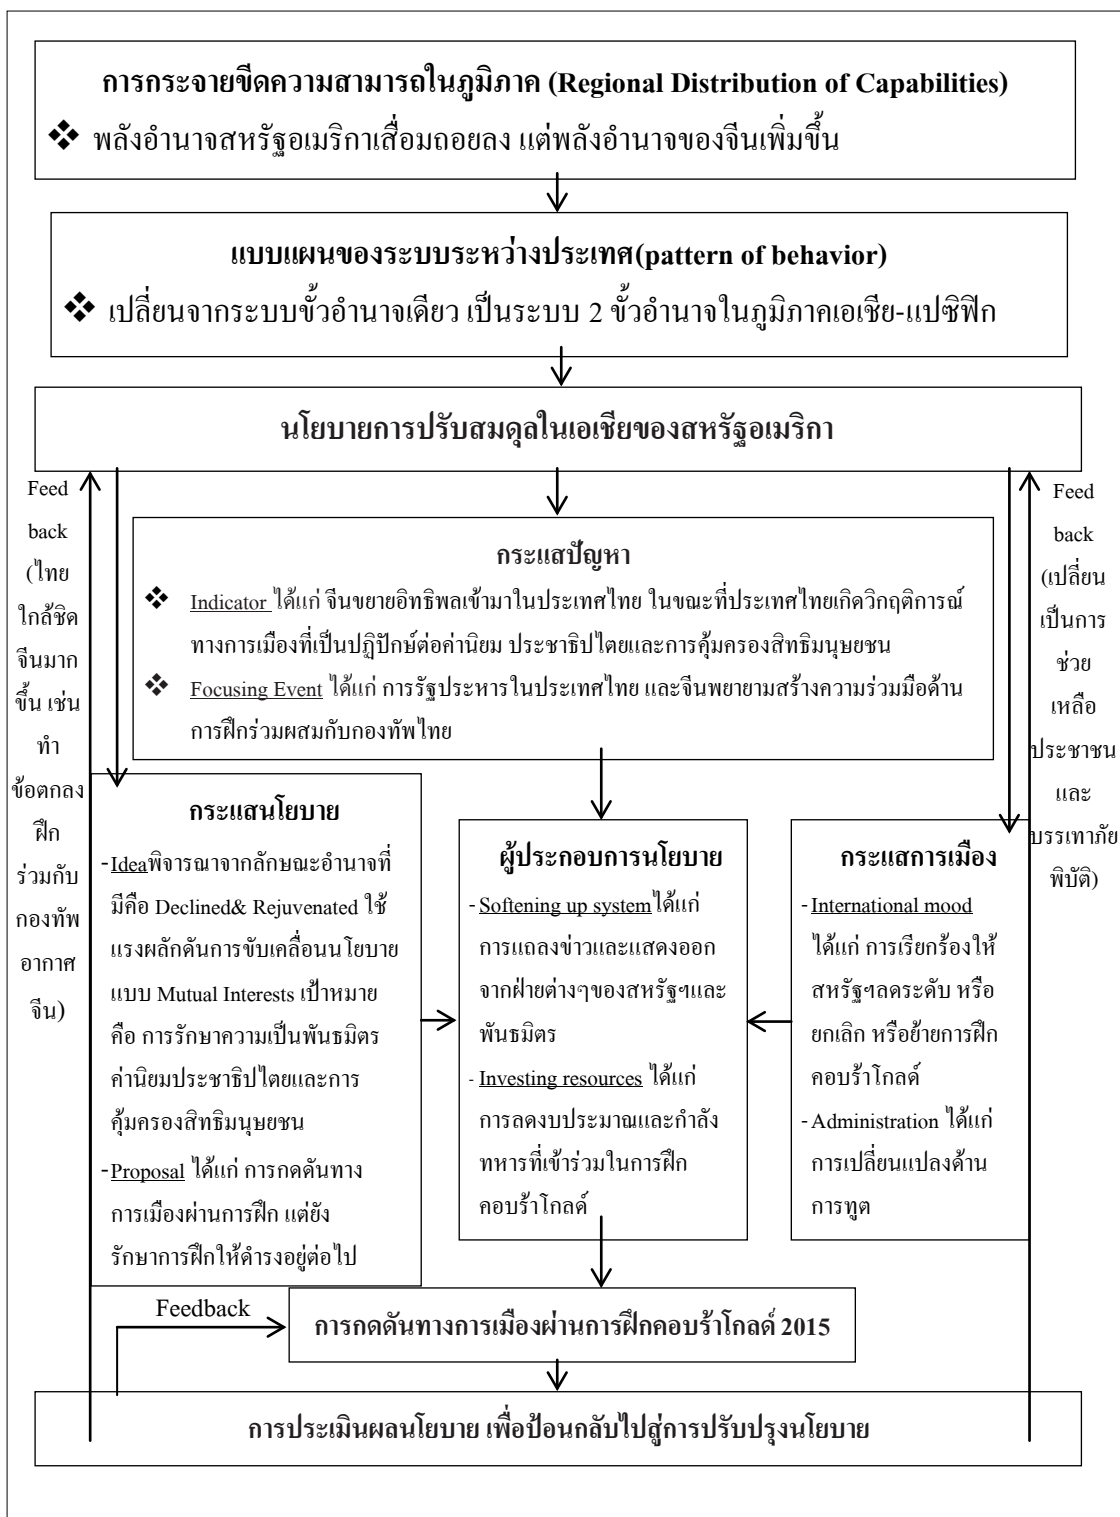 การกระจายขีดความสามารถในภูมิภาค (Regional Distribution of Capabilities)
❖ พลังอำนาจสหรัฐอเมริกาเสื่อมถอยลง แต่พลังอำนาจของจีนเพิ่มขึ้น
แบบแผนของระบบระหว่างประเทศ(pattern of behavior)
❖ เปลี่ยนจากระบบขั้วอำนาจเดียว เป็นระบบ 2 ขั้วอำนาจในภูมิภาคเอเชีย-แปซิฟิก
นโยบายการปรับสมดุลในเอเชียของสหรัฐอเมริกา
Feed
back
(ไทย
ใกล้ชิด
จีนมาก
ขึ้น เช่น
ทำ
ข้อตกลง
ฝึก
ร่วมกับ
กองทัพ
อากาศ
จีน)
กระแสปัญหา
❖ Indicator ได้แก่ จีนขยายอิทธิพลเข้ามาในประเทศไทย ในขณะที่ประเทศไทยเกิดวิกฤติการณ์
ทางการเมืองที่เป็นปฏิปักษ์ต่อค่านิยม ประชาธิปไตยและการคุ้มครองสิทธิมนุษยชน
❖ Focusing Event ได้แก่ การรัฐประหารในประเทศไทย และจีนพยายามสร้างความร่วมมือด้าน
การฝึกร่วมผสมกับกองทัพไทย
Feed
back
(เปลี่ยน
เป็นการ
ช่วย
เหลือ
ประชาชน
และ
บรรเทาภัย
พิบัติ)
กระแสนโยบาย
-Ideaพิจารณาจากลักษณะอำนาจที่
มีคือ Declined& Rejuvenated ใช้
แรงผลักดันการขับเคลื่อนนโยบาย
แบบ Mutual Interests เป้าหมาย
คือ การรักษาความเป็นพันธมิตร
ค่านิยมประชาธิปไตยและการ
คุ้มครองสิทธิมนุษยชน
-Proposal ได้แก่ การกดดันทาง
การเมืองผ่านการฝึก แต่ยัง
รักษาการฝึกให้ดำรงอยู่ต่อไป
ผู้ประกอบการนโยบาย
- Softening up systemได้แก่
การแถลงข่าวและแสดงออก
จากฝ่ายต่างๆของสหรัฐฯและ
พันธมิตร
- Investing resources ได้แก่
การลดงบประมาณและกำลัง
ทหารที่เข้าร่วมในการฝึก
คอบร้าโกลด์
กระแสการเมือง
- International mood
ได้แก่ การเรียกร้องให้
สหรัฐฯลดระดับ หรือ
ยกเลิก หรือย้ายการฝึก
คอบร้าโกลด์
- Administration ได้แก่
การเปลี่ยนแปลงด้าน
การทูต
Feedback
การกดดันทางการเมืองผ่านการฝึกคอบร้าโกลด์ 2015
การประเมินผลนโยบาย เพื่อป้อนกลับไปสู่การปรับปรุงนโยบาย